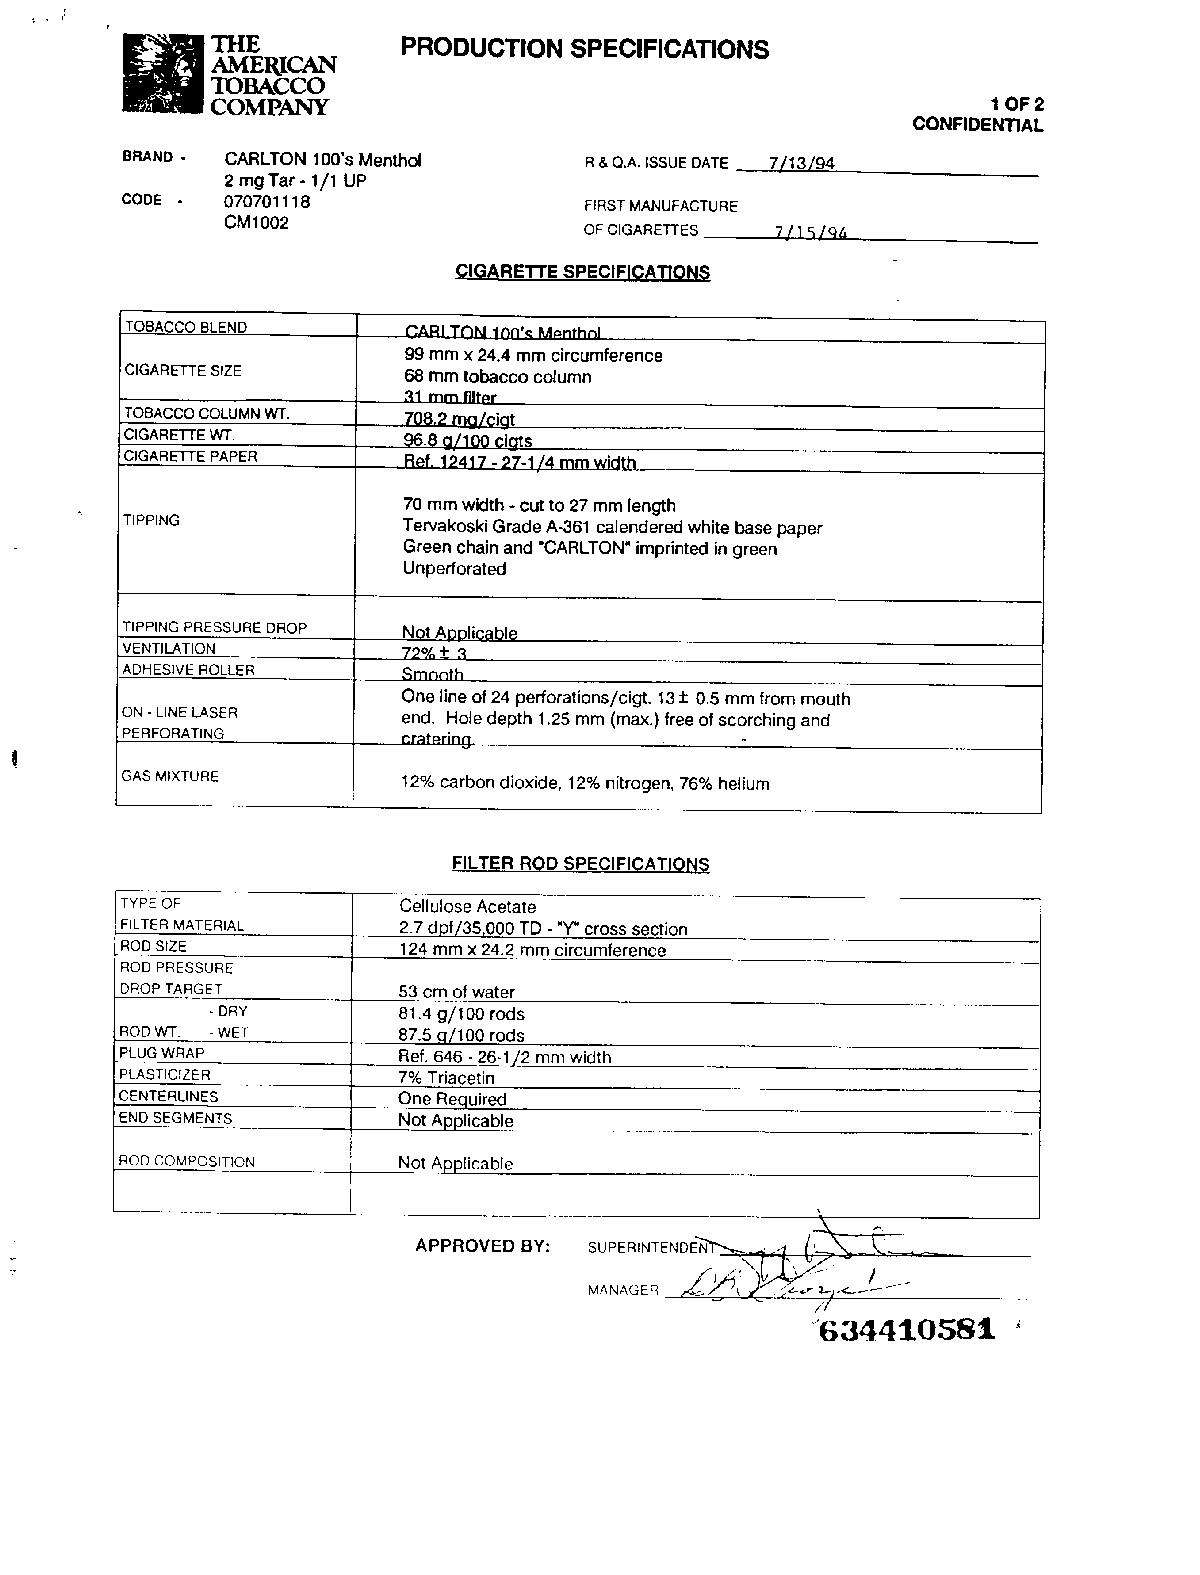 THE
AMERICAN
TOBACCO
COMPANY
PRODUCTION SPECIFICATIONS
1 OF 2
CONFIDENTIAL
BRAND - CARLTON 100's Menthol
2 mg Tar - 1/1 UP
CODE - 070701118
CM1002
R & Q.A. ISSUE DATE 7/13/94
FIRST MANUFACTURE
OF CIGARETTES 7/15/94
CIGARETTE SPECIFICATIONS
TOBACCO BLEND CARLTON 100's Menthol
CIGARETTE SIZE 99 mm x 24.4 mm circumference
68 mm tobacco column
31 mm filter
TOBACCO COLUMN WT. 708.2 mg/cigt
CIGARETTE WT. 96.8 g/100 cigts
CIGARETTE PAPER Ref. 12417 - 27-1/4 mm width
TIPPING 70 mm width - cut to 27 mm length
Tervakoski Grade A-361 calendered white base paper
Green chain and "CARLTON" imprinted in green
Unperforated
TIPPING PRESSURE DROP Not Applicable
VENTILATION 72% ± 3
ADHESIVE ROLLER Smooth
ON - LINE LASER
PERFORATING
One line of 24 perforations/cigt. 13 ± 0.5 mm from mouth
end. Hole depth 1.25 mm (max.) free of scorching and
cratering.
GAS MIXTURE 12% carbon dioxide, 12% nitrogen, 76% helium
FILTER ROD SPECIFICATIONS
TYPE OF Cellulose Acetate
FILTER MATERIAL 2.7 dpf/35,000 TD - "Y" cross section
ROD SIZE 124 mm x 24.2 mm circumference
ROD PRESSURE
DROP TARGET 53 cm of water
- DRY 81.4 g/100 rods
ROD WT. - WET 87.5 g/100 rods
PLUG WRAP Ref. 646 - 26-1/2 mm width
PLASTICIZER 7% Triacetin
CENTERLINES One Required
END SEGMENTS Not Applicable
ROD COMPOSITION Not Applicable
APPROVED BY: SUPERINTENDENT
MANAGER
634410581